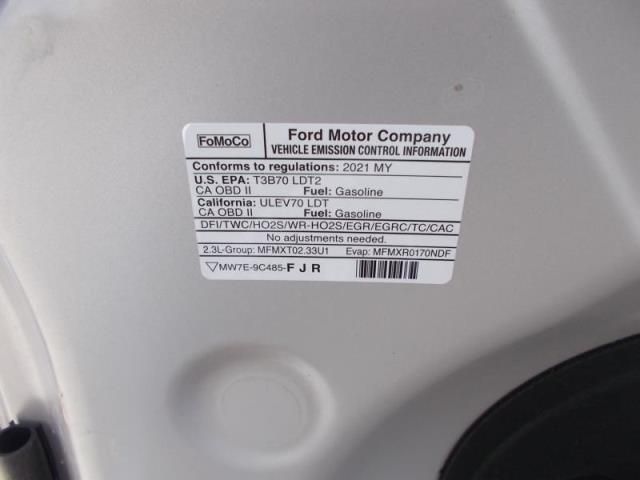 FoMoCo
Ford Motor Company
VEHICLE EMISSION CONTROL INFORMATION
Conforms to regulations: 2021 MY
U.S. EPA: T3B70 LDT2
CA OBD II Fuel: Gasoline
California: ULEV70 LDT
CA OBD II Fuel: Gasoline
DFI/TWC/HO2S/WR-HO2S/EGR/EGRC/TC/CAC
No adjustments needed.
2.3L-Group: MFMXT02.33U1 Evap: MFMXR0170NDF
MW7E-9C485-F J R